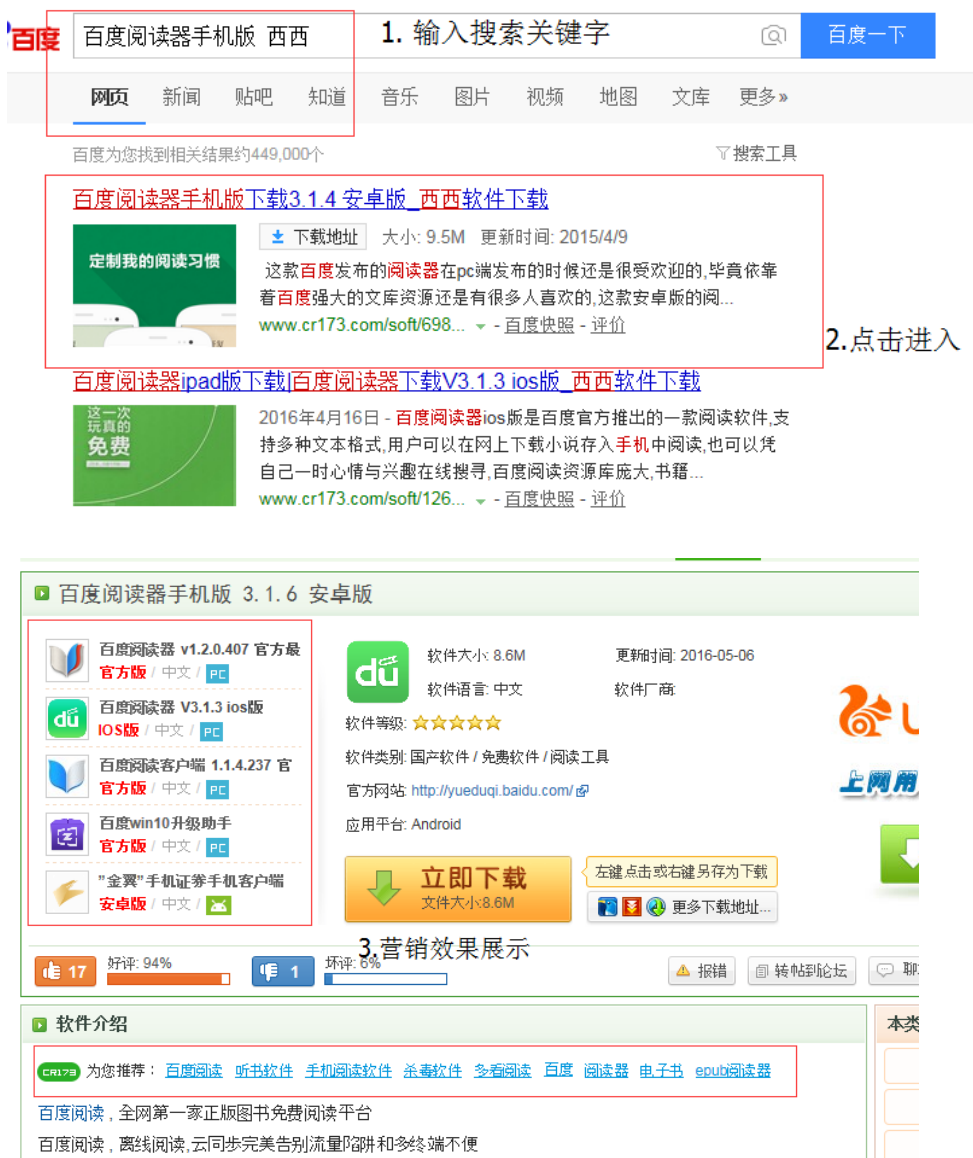 百度 百度阅读器手机版 西西 1. 输入搜索关键字 百度一下
网页 新闻 贴吧 知道 音乐 图片 视频 地图 文库 更多»
百度为您找到相关结果约449,000个 搜索工具
百度阅读器手机版下载3.1.4 安卓版_西西软件下载
定制我的阅读习惯
下载地址 大小: 9.5M 更新时间: 2015/4/9
这款百度发布的阅读器在pc端发布的时候还是很受欢迎的,毕竟依靠
着百度强大的文库资源还是有很多人喜欢的,这款安卓版的阅...
www.cr173.com/soft/698... - 百度快照 - 评价
2.点击进入
百度阅读器ipad版下载|百度阅读器下载V3.1.3 ios版_西西软件下载
这一次
玩真的
免费
2016年4月16日 - 百度阅读器ios版是百度官方推出的一款阅读软件,支
持多种文本格式,用户可以在网上下载小说存入手机中阅读,也可以凭
自己一时心情与兴趣在线搜寻,百度阅读资源库庞大,书籍...
www.cr173.com/soft/126... - 百度快照 - 评价
百度阅读器手机版 3.1.6 安卓版
百度阅读器 v1.2.0.407 官方最
官方版 / 中文 / PC
百度阅读器 V3.1.3 ios版
IOS版 / 中文 / PC
百度阅读客户端 1.1.4.237 官
官方版 / 中文 / PC
百度win10升级助手
官方版 / 中文 / PC
"金翼"手机证券手机客户端
安卓版 / 中文 /
dū
软件大小: 8.6M 更新时间: 2016-05-06
软件语言: 中文 软件厂商:
软件等级:
软件类别: 国产软件 / 免费软件 / 阅读工具
官方网站: http://yueduqi.baidu.com/
应用平台: Android
立即下载
文件大小:8.6M
左键点击或右键另存为下载
更多下载地址...
上网用
3.营销效果展示
17 好评: 94% 1 坏评: 6% 报错 转帖到论坛
软件介绍 本类
CR173 为您推荐： 百度阅读 听书软件 手机阅读软件 杀毒软件 多看阅读 百度 阅读器 电子书 epub阅读器
百度阅读，全网第一家正版图书免费阅读平台
百度阅读，离线阅读,云同步完美告别流量陷阱和多终端不便